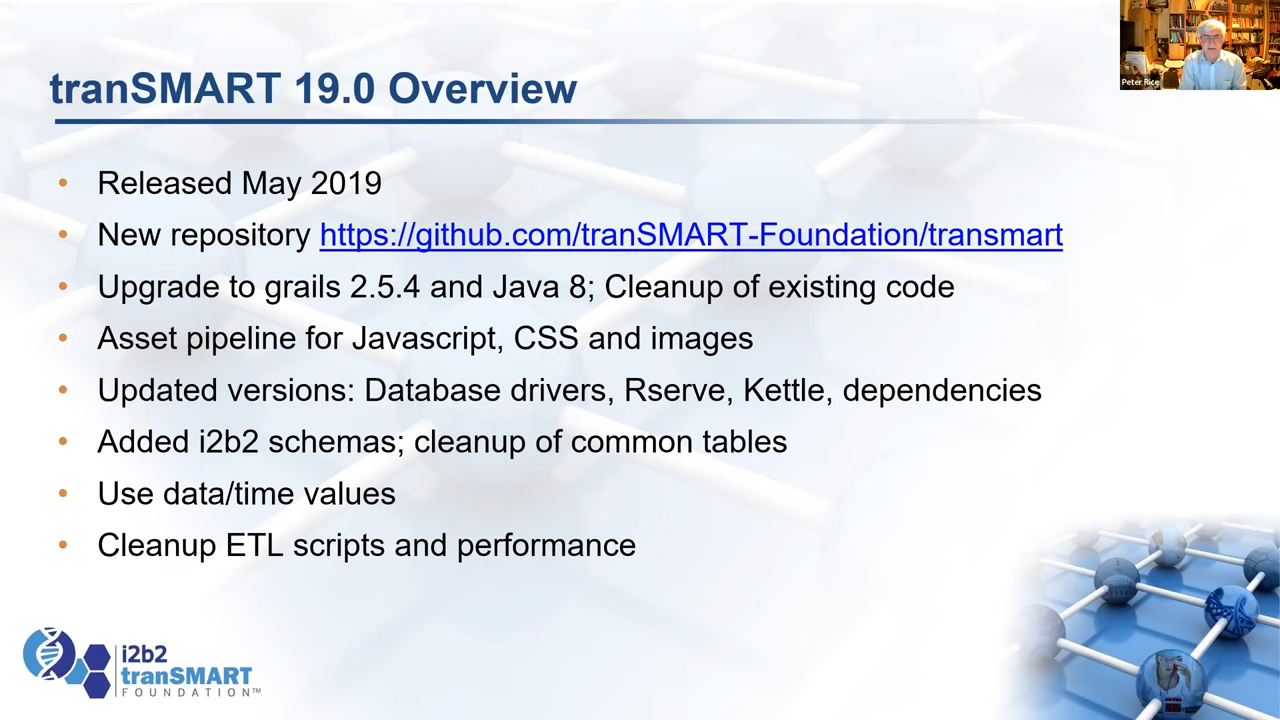 Peter Rice
tranSMART 19.0 Overview
• Released May 2019
• New repository https://github.com/tranSMART-Foundation/transmart
• Upgrade to grails 2.5.4 and Java 8; Cleanup of existing code
• Asset pipeline for Javascript, CSS and images
• Updated versions: Database drivers, Rserve, Kettle, dependencies
• Added i2b2 schemas; cleanup of common tables
• Use data/time values
• Cleanup ETL scripts and performance
i2b2
tranSMART
FOUNDATION™